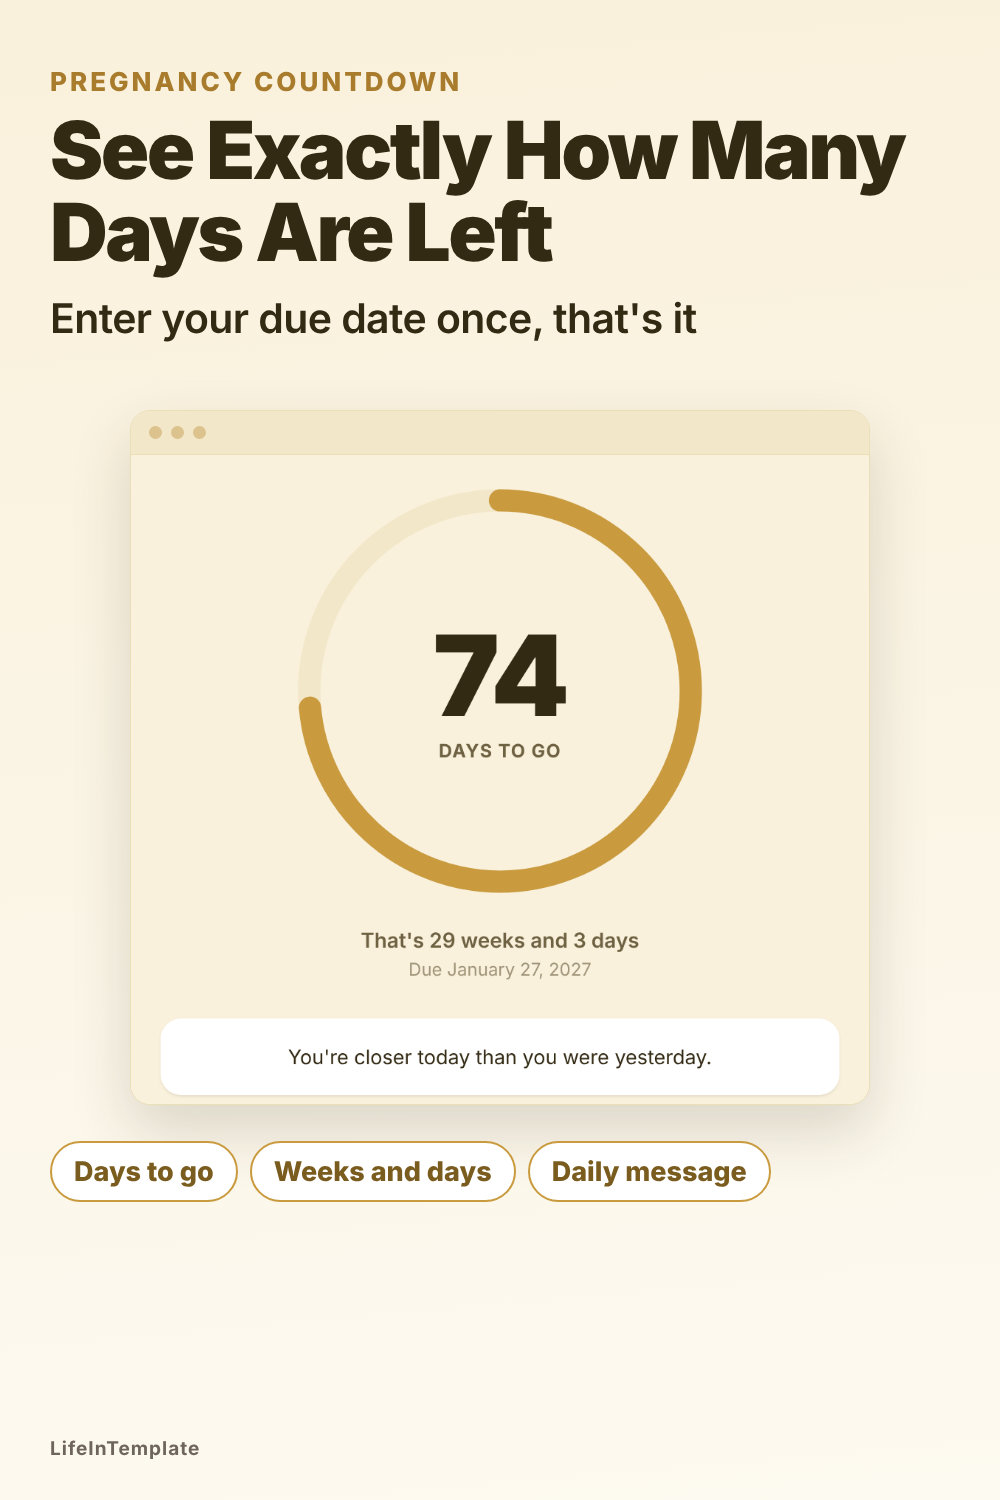 PREGNANCY COUNTDOWN
See Exactly How Many
Days Are Left
Enter your due date once, that's it
74
DAYS TO GO
That's 29 weeks and 3 days
Due January 27, 2027
You're closer today than you were yesterday.
Days to go
Weeks and days
Daily message
LifeInTemplate